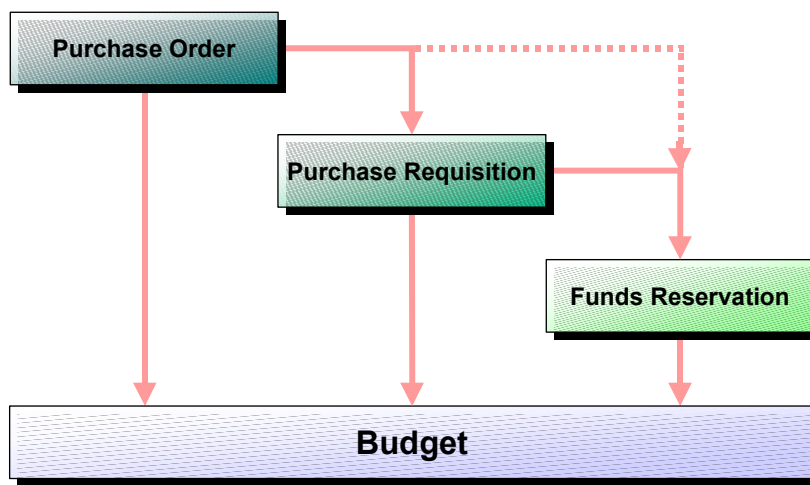 Purchase Order
Purchase Requisition
Funds Reservation
Budget